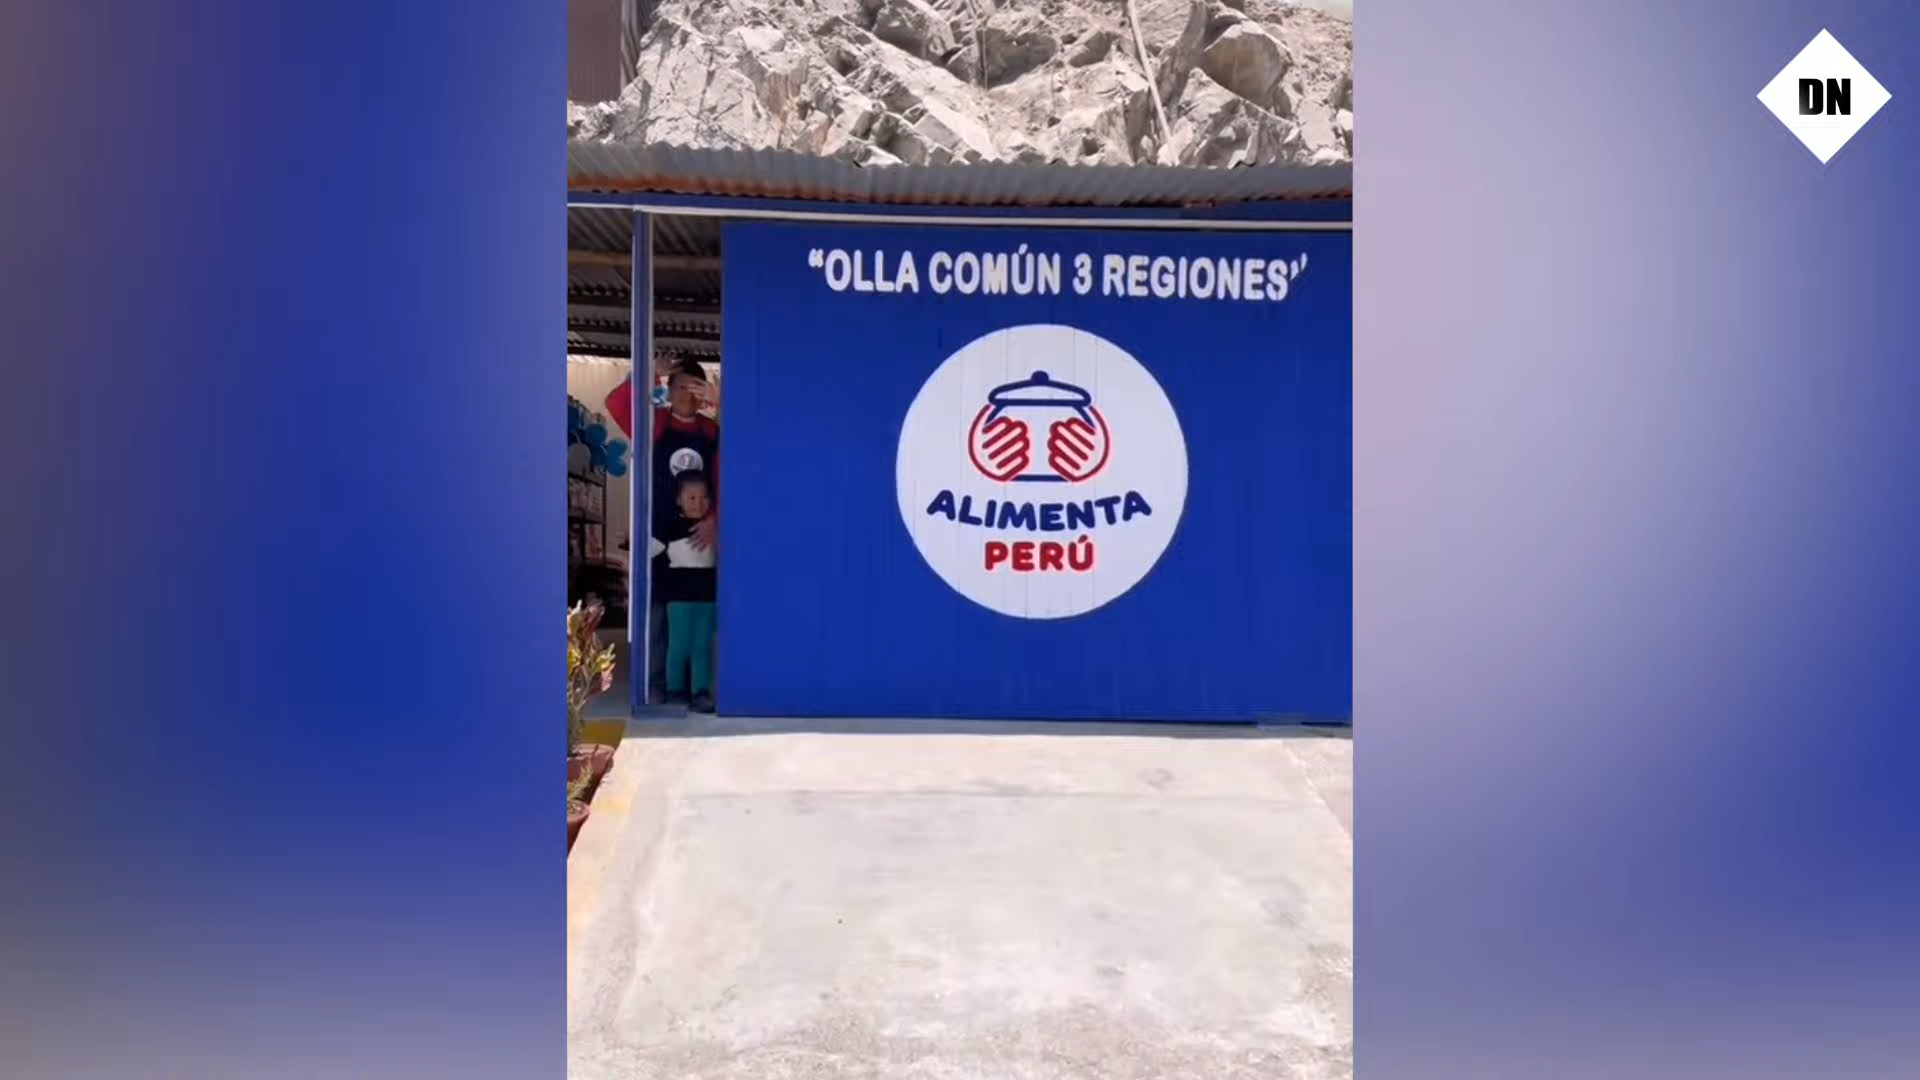 DN
“OLLA COMÚN 3 REGIONES”
ALIMENTA
PERÚ